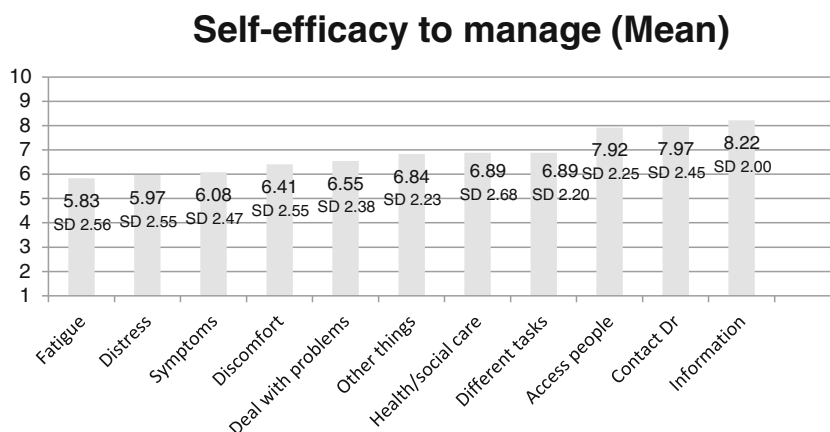 Self-efficacy to manage (Mean)
10
9
8
7
6
5
4
3
2
1
5.83
SD 2.56
5.97
SD 2.55
6.08
SD 2.47
6.41
SD 2.55
6.55
SD 2.38
6.84
SD 2.23
6.89
SD 2.68
6.89
SD 2.20
7.92
SD 2.25
7.97
SD 2.45
8.22
SD 2.00
Fatigue
Distress
Symptoms
Discomfort
Deal with problems
Other things
Health/social care
Different tasks
Access people
Contact Dr
Information